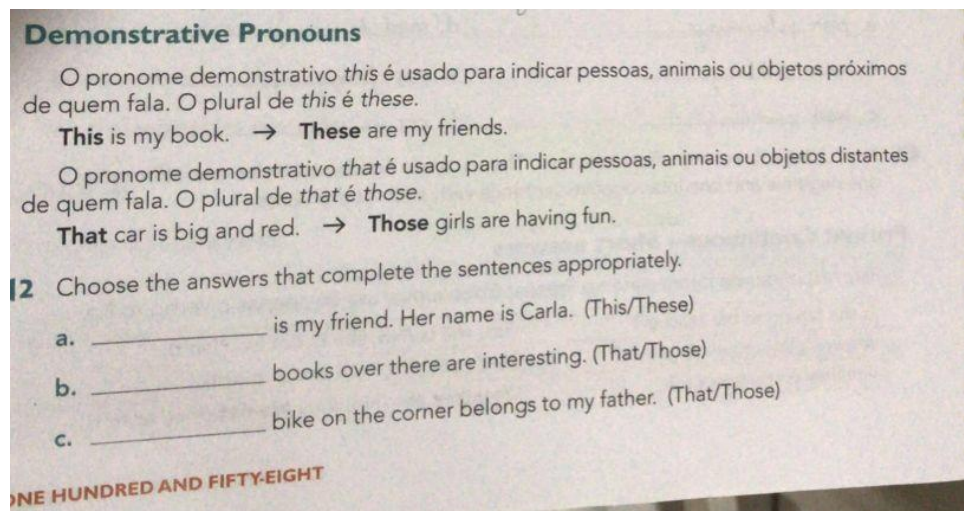 Demonstrative Pronouns
O pronome demonstrativo this é usado para indicar pessoas, animais ou objetos próximos
de quem fala. O plural de this é these.
This is my book. → These are my friends.
O pronome demonstrativo that é usado para indicar pessoas, animais ou objetos distantes
de quem fala. O plural de that é those.
That car is big and red. → Those girls are having fun.
12 Choose the answers that complete the sentences appropriately.
a. ____________ is my friend. Her name is Carla. (This/These)
b. ____________ books over there are interesting. (That/Those)
c. ____________ bike on the corner belongs to my father. (That/Those)
ONE HUNDRED AND FIFTY-EIGHT